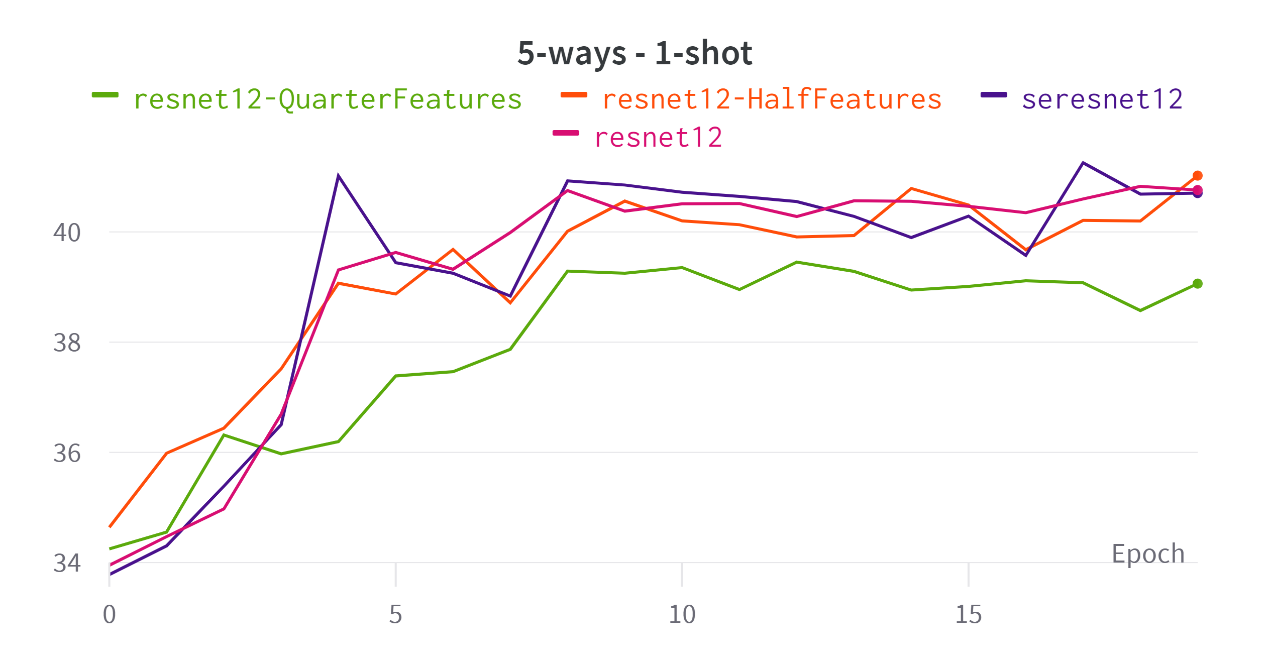 5-ways - 1-shot
resnet12-QuarterFeatures resnet12-HalfFeatures seresnet12
resnet12
40
38
36
34
Epoch
0 5 10 15